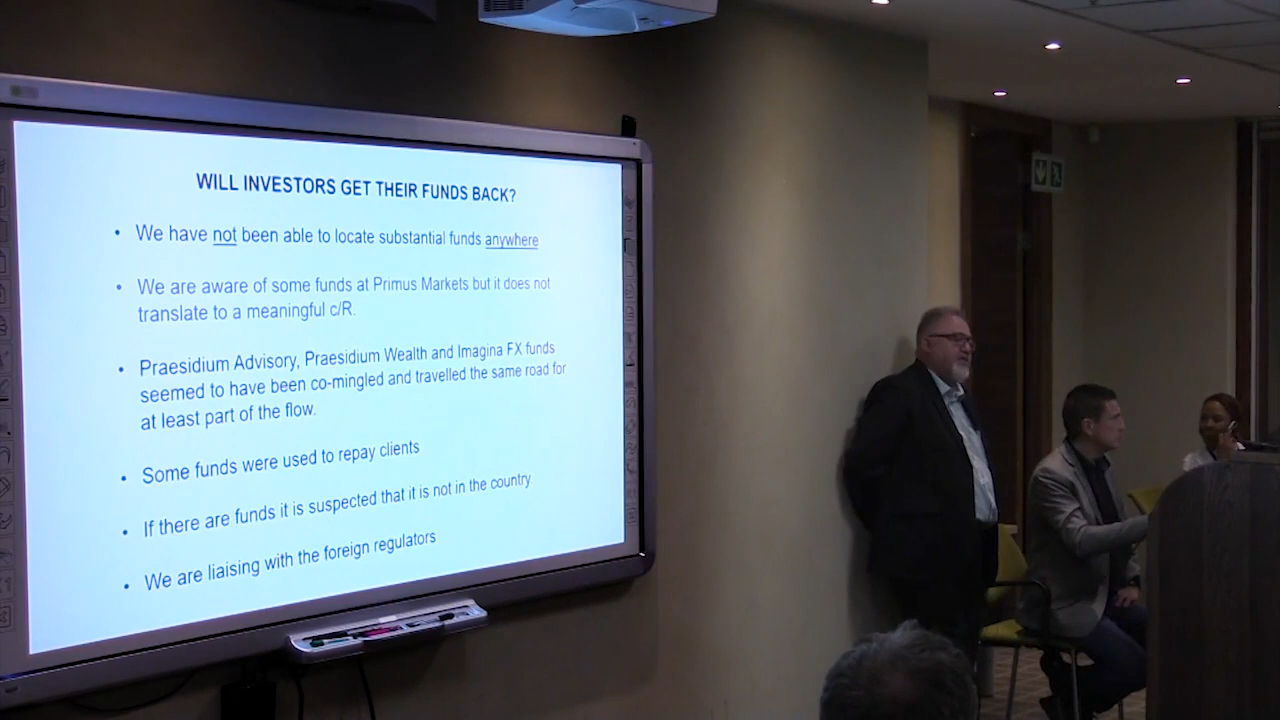 WILL INVESTORS GET THEIR FUNDS BACK?
• We have not been able to locate substantial funds anywhere
• We are aware of some funds at Primus Markets but it does not
translate to a meaningful c/R.
• Praesidium Advisory, Praesidium Wealth and Imagina FX funds
seemed to have been co-mingled and travelled the same road for
at least part of the flow.
• Some funds were used to repay clients
• If there are funds it is suspected that it is not in the country
• We are liaising with the foreign regulators